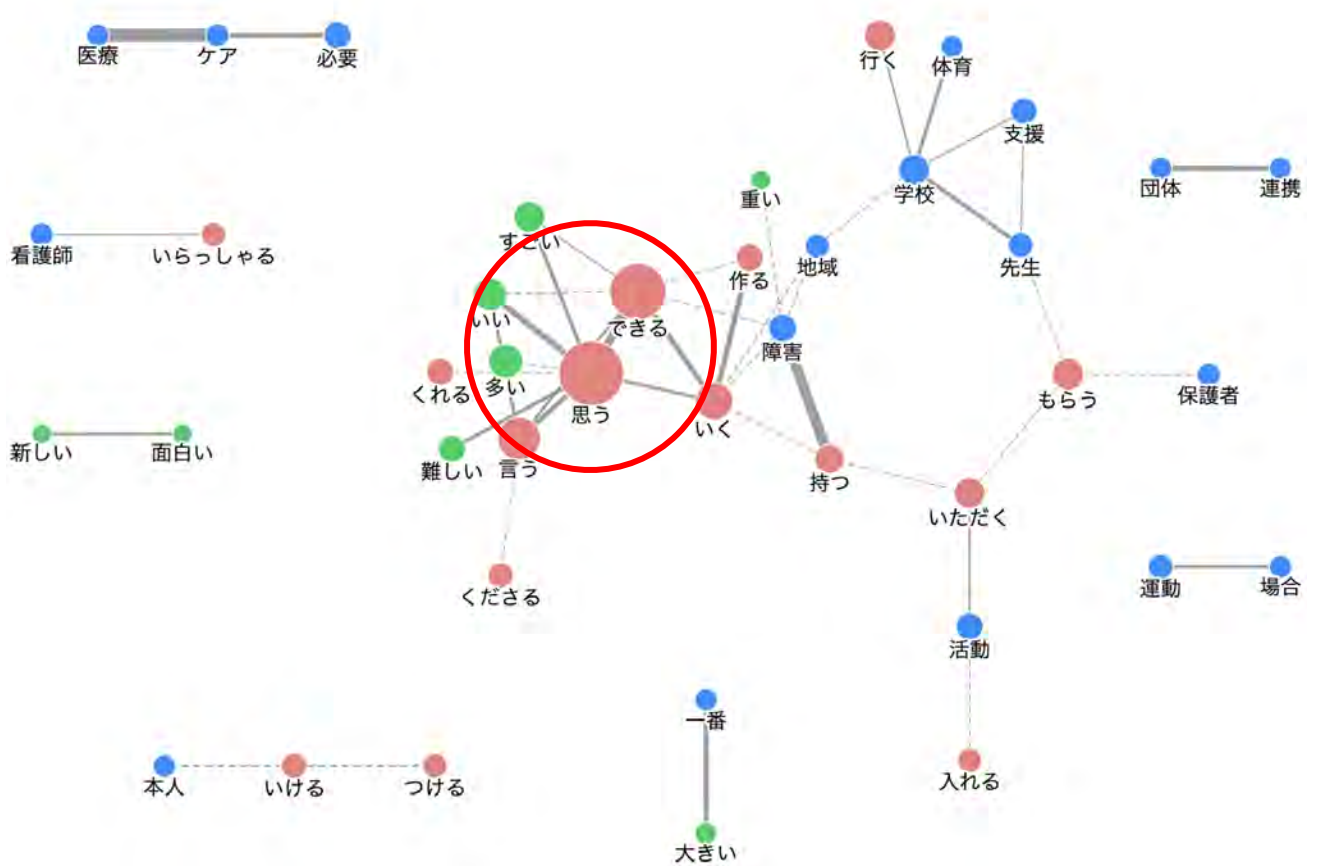 医療
ケア
必要
行く
体育
支援
学校
団体
連携
重い
看護師
いらっしゃる
すごい
作る
地域
先生
いい
できる
障害
くれる
多い
思う
いく
もらう
保護者
新しい
面白い
難しい
言う
持つ
いただく
くださる
運動
場合
活動
一番
本人
いける
つける
入れる
大きい